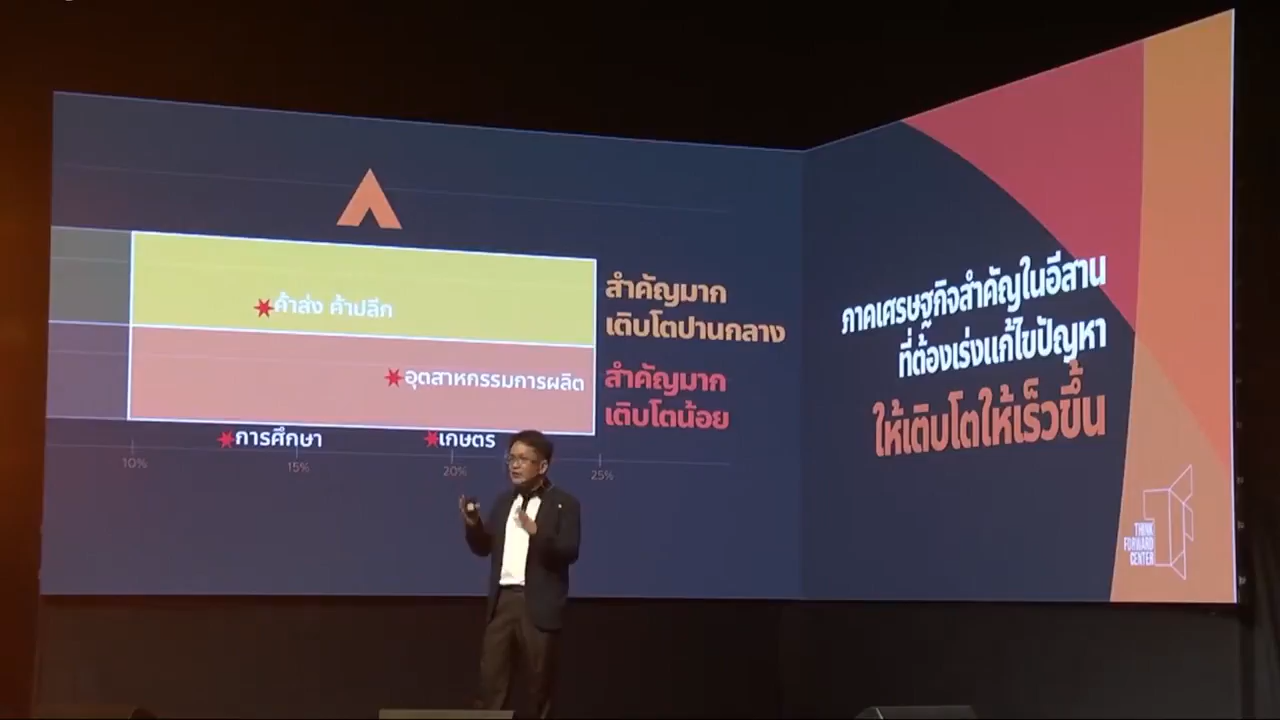 ค้าส่ง ค้าปลีก
อุตสาหกรรมการผลิต
การศึกษา
เกษตร
10%
15%
20%
25%
สำคัญมาก
เติบโตปานกลาง
สำคัญมาก
เติบโตน้อย
ภาคเศรษฐกิจสำคัญในอีสาน
ที่ต้องเร่งแก้ไขปัญหา
ให้เติบโตให้เร็วขึ้น
THINK
FORWARD
CENTER